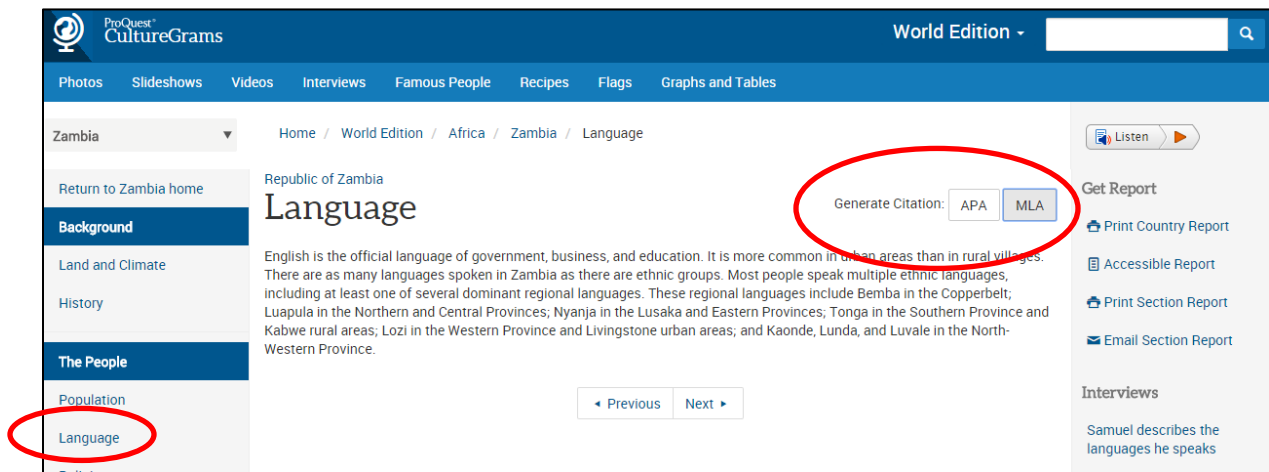 ProQuest*
CultureGrams
World Edition
Photos Slideshows Videos Interviews Famous People Recipes Flags Graphs and Tables
Zambia
Home / World Edition / Africa / Zambia / Language
Listen
Return to Zambia home
Background
Land and Climate
History
The People
Population
Language
Republic of Zambia
Language
Generate Citation: APA MLA
English is the official language of government, business, and education. It is more common in urban areas than in rural villages.
There are as many languages spoken in Zambia as there are ethnic groups. Most people speak multiple ethnic languages,
including at least one of several dominant regional languages. These regional languages include Bemba in the Copperbelt;
Luapula in the Northern and Central Provinces; Nyanja in the Lusaka and Eastern Provinces; Tonga in the Southern Province and
Kabwe rural areas; Lozi in the Western Province and Livingstone urban areas; and Kaonde, Lunda, and Luvale in the North-
Western Province.
Previous Next
Get Report
Print Country Report
Accessible Report
Print Section Report
Email Section Report
Interviews
Samuel describes the
languages he speaks